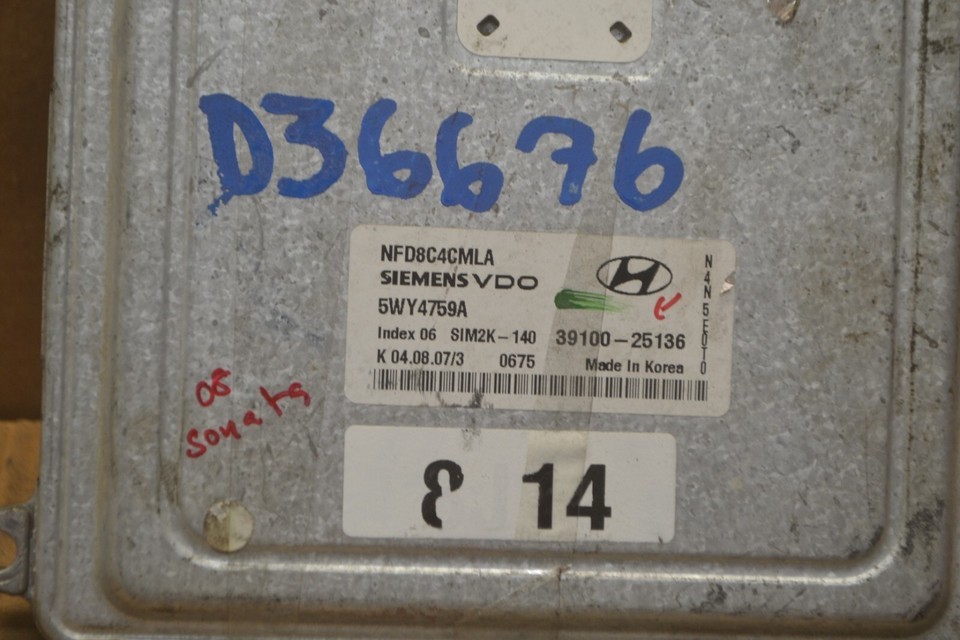 D36676
NFD8C4CMLA
SIEMENS VDO
5WY4759A
Index 06 SIM2K-140 39100-25136
K 04.08.07/3 0675 Made In Korea
N4N5E0T0
08
sonata
14